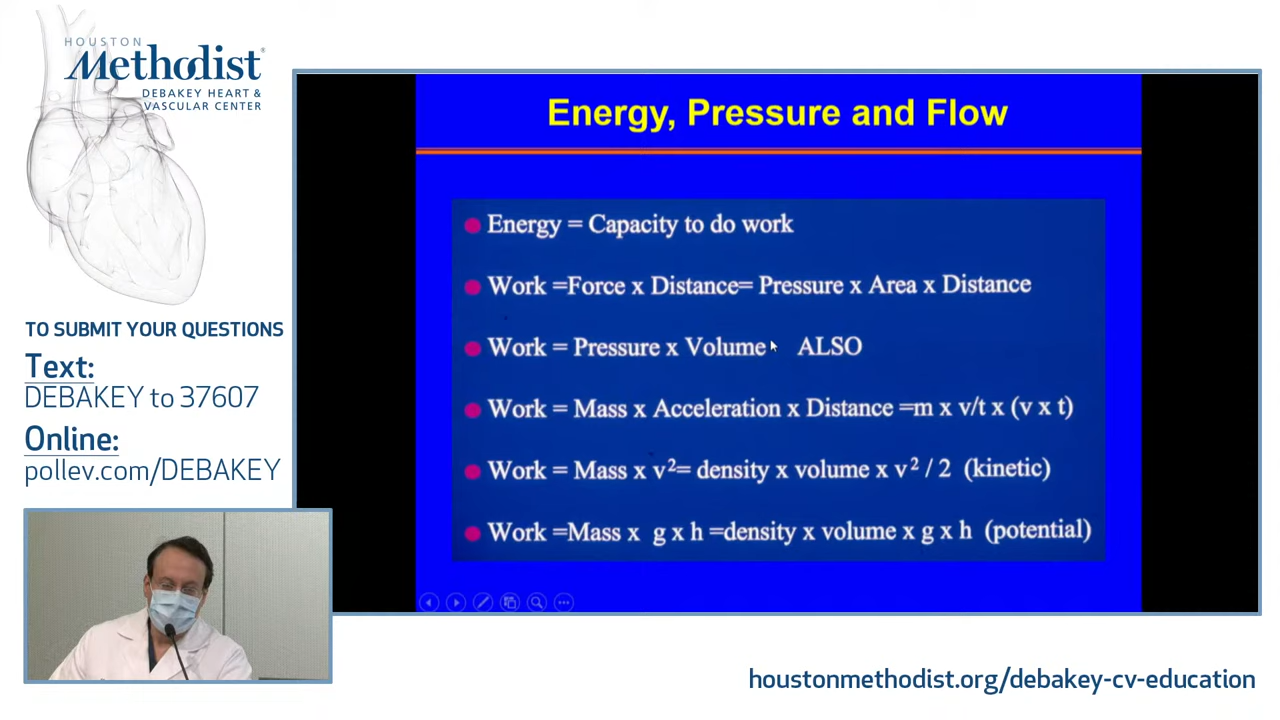 HOUSTON
Methodist®
DEBAKEY HEART &
VASCULAR CENTER
TO SUBMIT YOUR QUESTIONS
Text:
DEBAKEY to 37607
Online:
pollev.com/DEBAKEY
Energy, Pressure and Flow
Energy = Capacity to do work
Work =Force x Distance= Pressure x Area x Distance
Work = Pressure x Volume ALSO
Work = Mass x Acceleration x Distance =m x v/t x (v x t)
Work = Mass x v²= density x volume x v² / 2 (kinetic)
Work =Mass x g x h =density x volume x g x h (potential)
houstonmethodist.org/debakey-cv-education